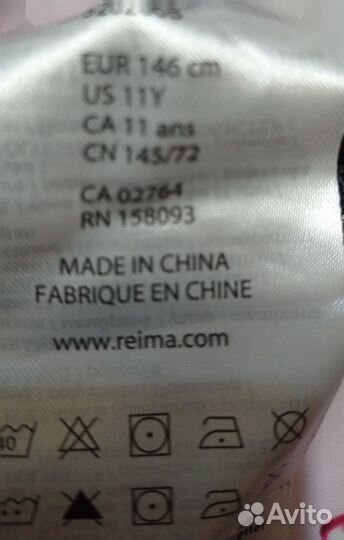 EUR 146 cm
US 11Y
CA 11 ans
CN 145/72
CA 02764
RN 158093
MADE IN CHINA
FABRIQUE EN CHINE
www.reima.com
40
Avito